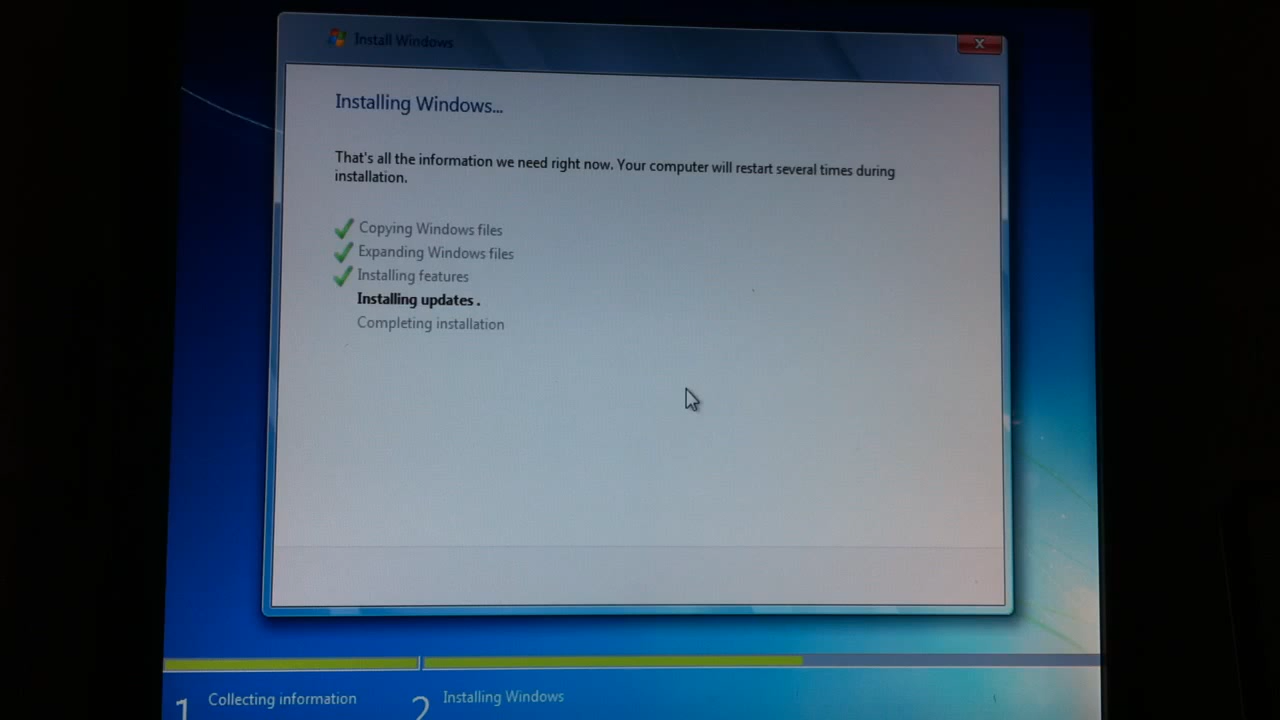 Install Windows
X
Installing Windows...
That's all the information we need right now. Your computer will restart several times during
installation.
Copying Windows files
Expanding Windows files
Installing features
Installing updates .
Completing installation
1 Collecting information
2 Installing Windows